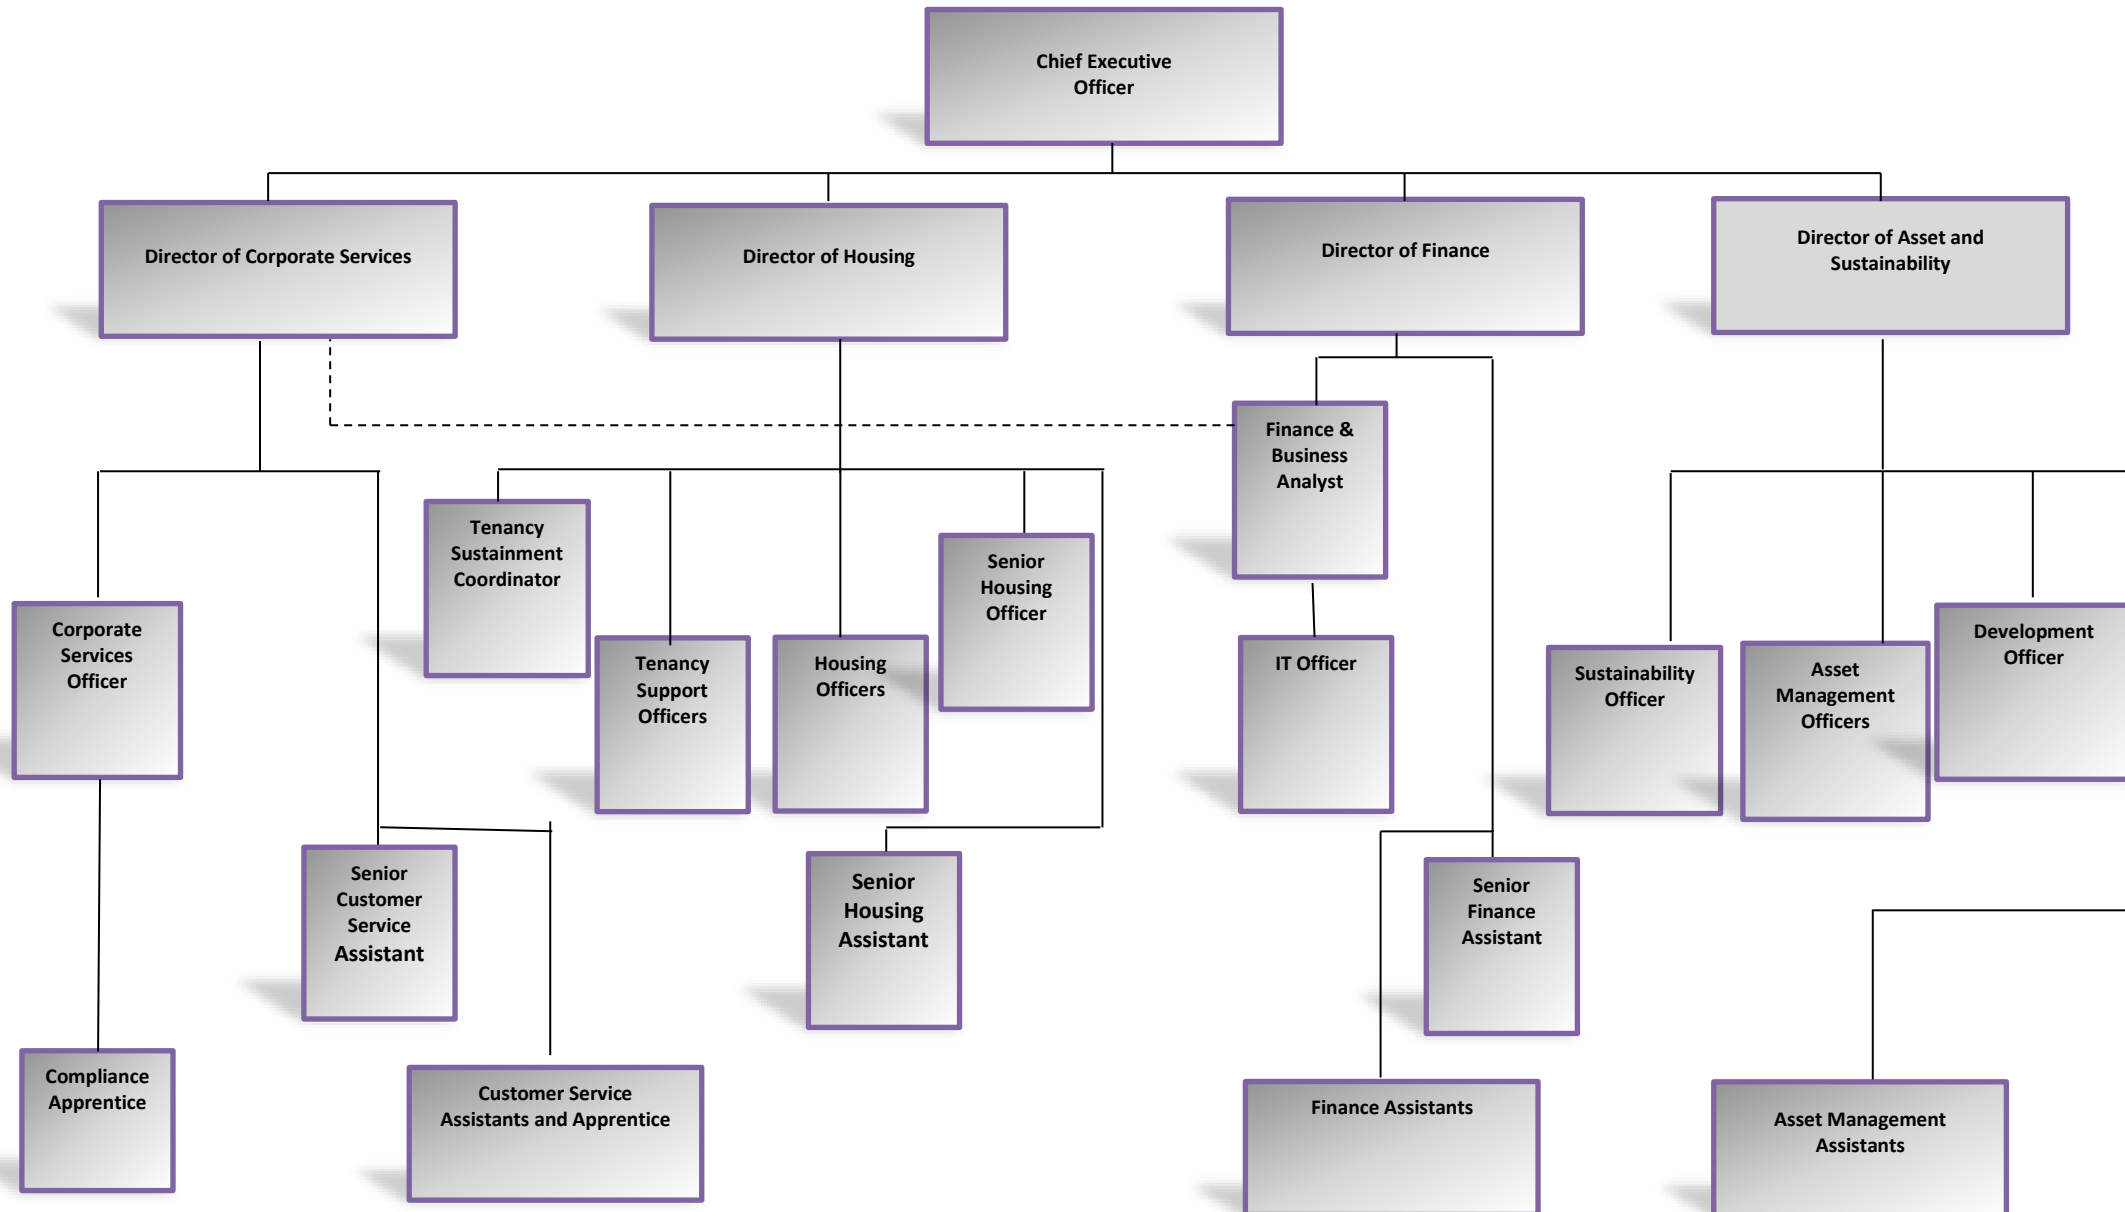 Chief Executive
Officer
Director of Corporate Services
Director of Housing
Director of Finance
Director of Asset and
Sustainability
Finance &
Business
Analyst
Tenancy
Sustainment
Coordinator
Senior
Housing
Officer
Corporate
Services
Officer
Tenancy
Support
Officers
Housing
Officers
IT Officer
Sustainability
Officer
Asset
Management
Officers
Development
Officer
Senior
Customer
Service
Assistant
Senior
Housing
Assistant
Senior
Finance
Assistant
Compliance
Apprentice
Customer Service
Assistants and Apprentice
Finance Assistants
Asset Management
Assistants